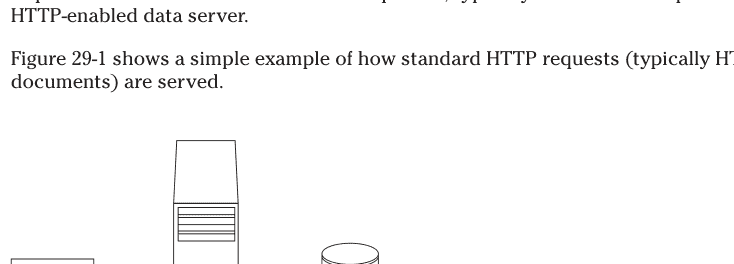 HTTP-enabled data server.
Figure 29-1 shows a simple example of how standard HTTP requests (typically
documents) are served.